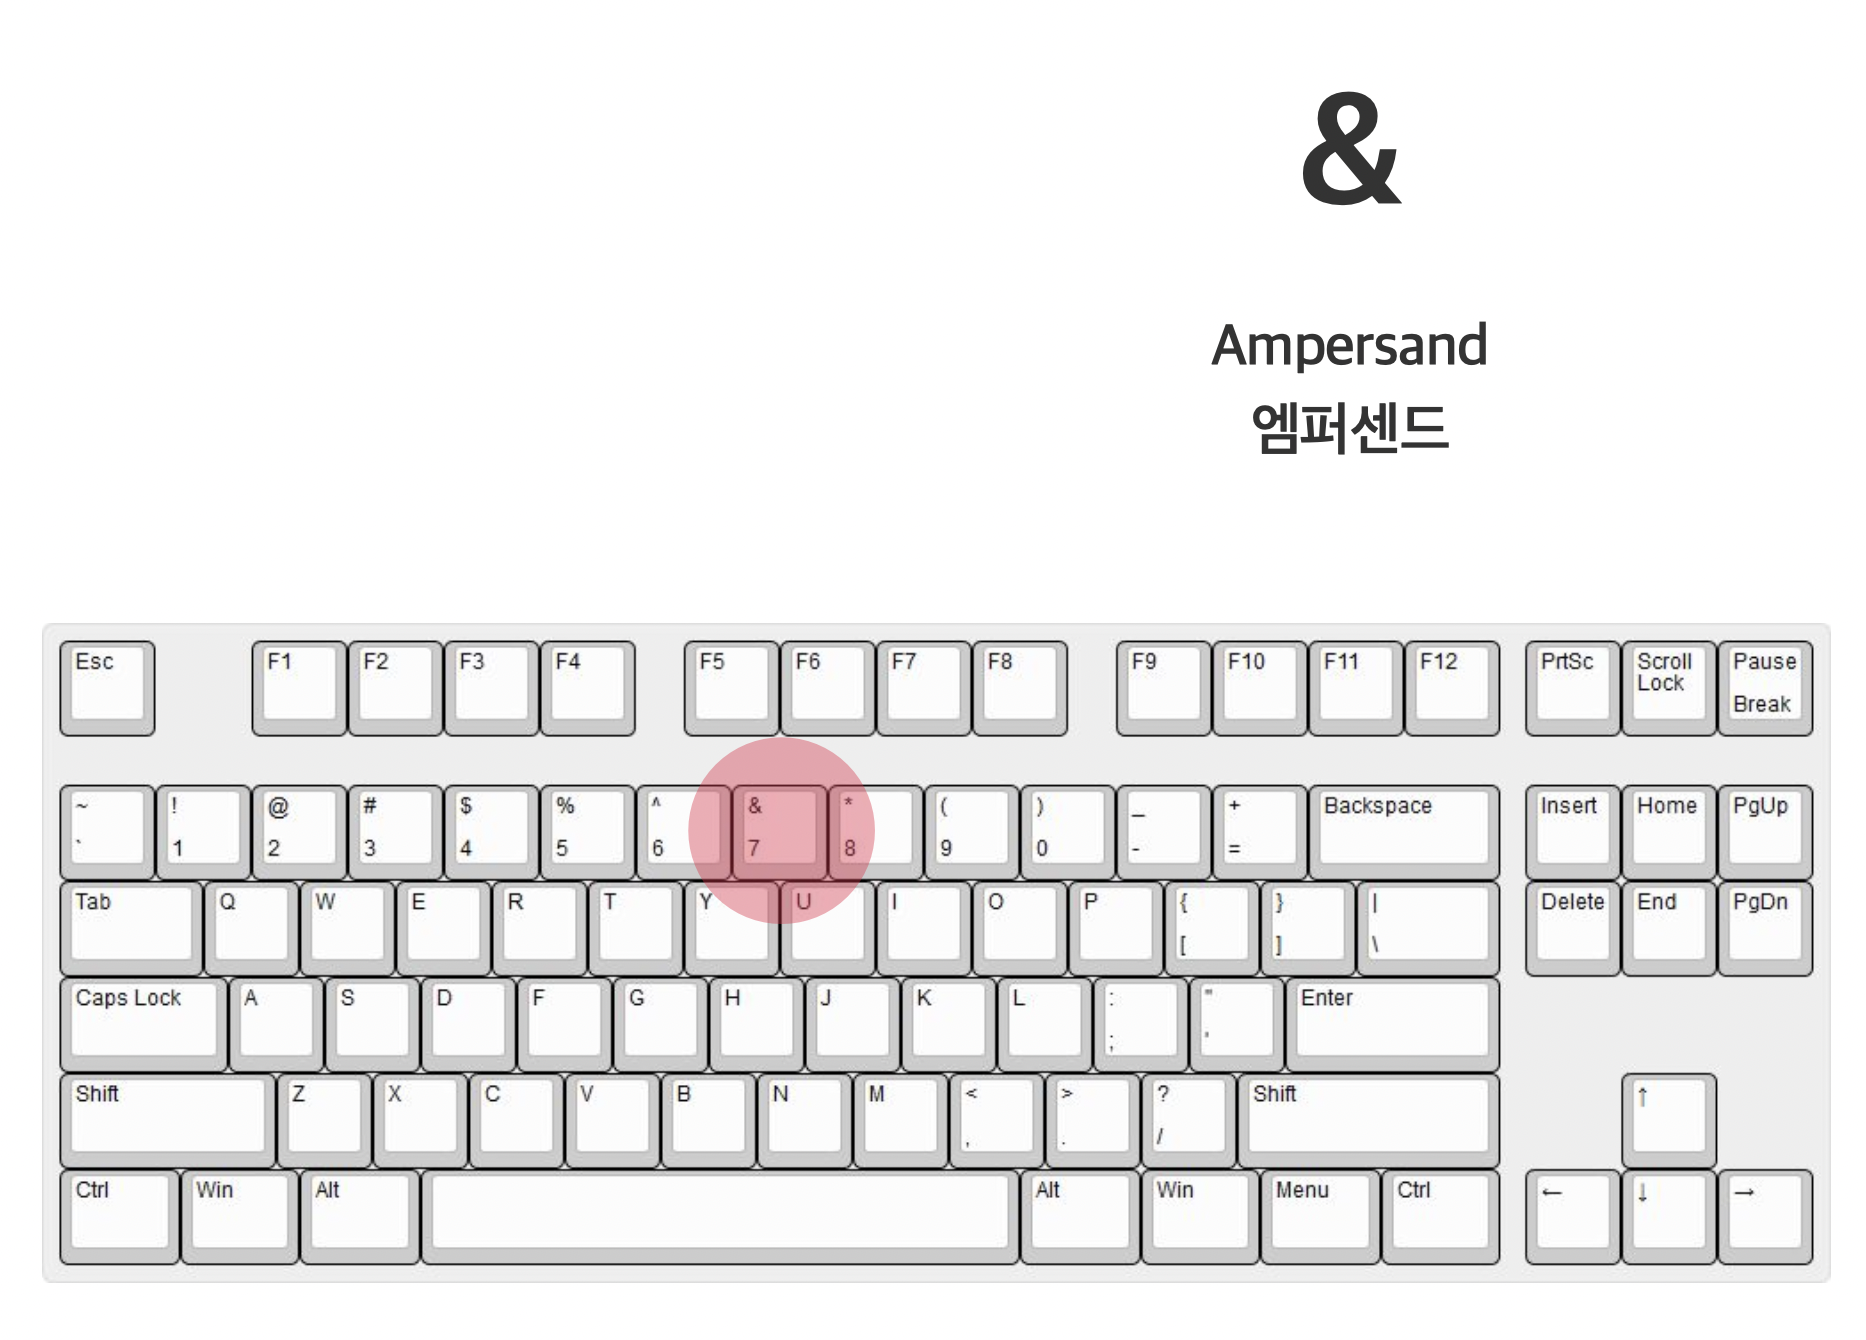 &
Ampersand
엠퍼센드
Esc F1 F2 F3 F4 F5 F6 F7 F8 F9 F10 F11 F12 PrtSc Scroll Pause
Lock
Break
~ ! @ # $ % ^ & * ( ) _ + Backspace Insert Home PgUp
` 1 2 3 4 5 6 7 8 9 0 - =
Tab Q W E R T Y U I O P { } | Delete End PgDn
[ ] \
Caps Lock A S D F G H J K L : " Enter
; '
Shift Z X C V B N M < > ? Shift ↑
, . /
Ctrl Win Alt Alt Win Menu Ctrl ← ↓ →